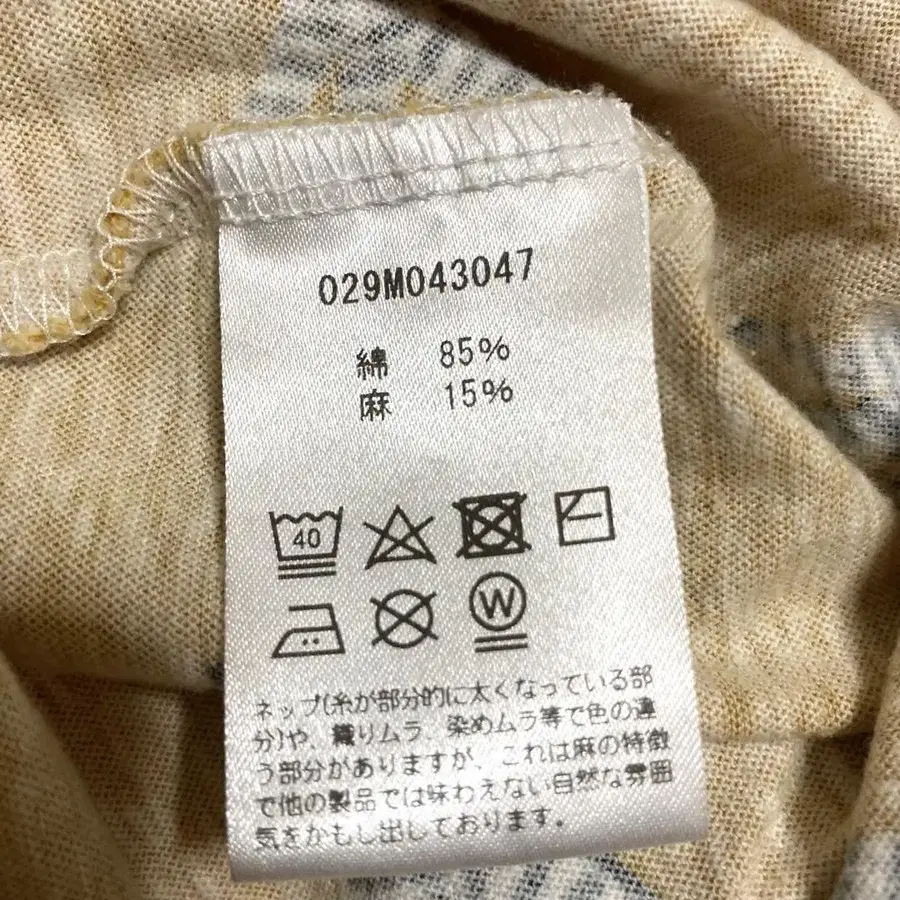 029M043047
綿 85%
麻 15%
40
W
ネップ(糸が部分的に太くなっている部
分)や、織りムラ、染めムラ等で色の違
う部分がありますが、これは麻の特徴
で他の製品では味わえない自然な雰囲
気をかもし出しております。